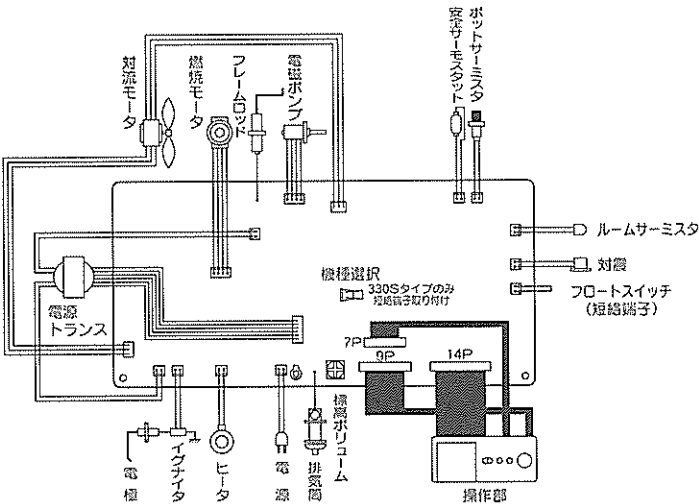 対流モータ
燃焼モータ
フレームロッド
電磁ポンプ
安全サーモスタット
ポットサーミスタ
ルームサーミスタ
対震
フロートスイッチ
(短絡端子)
機種選択
330Sタイプのみ
短絡端子取り付け
電源
トランス
7P
9P
14P
電極
イグナイタ
ヒータ
電源
排気筒
標高ボリューム
操作部